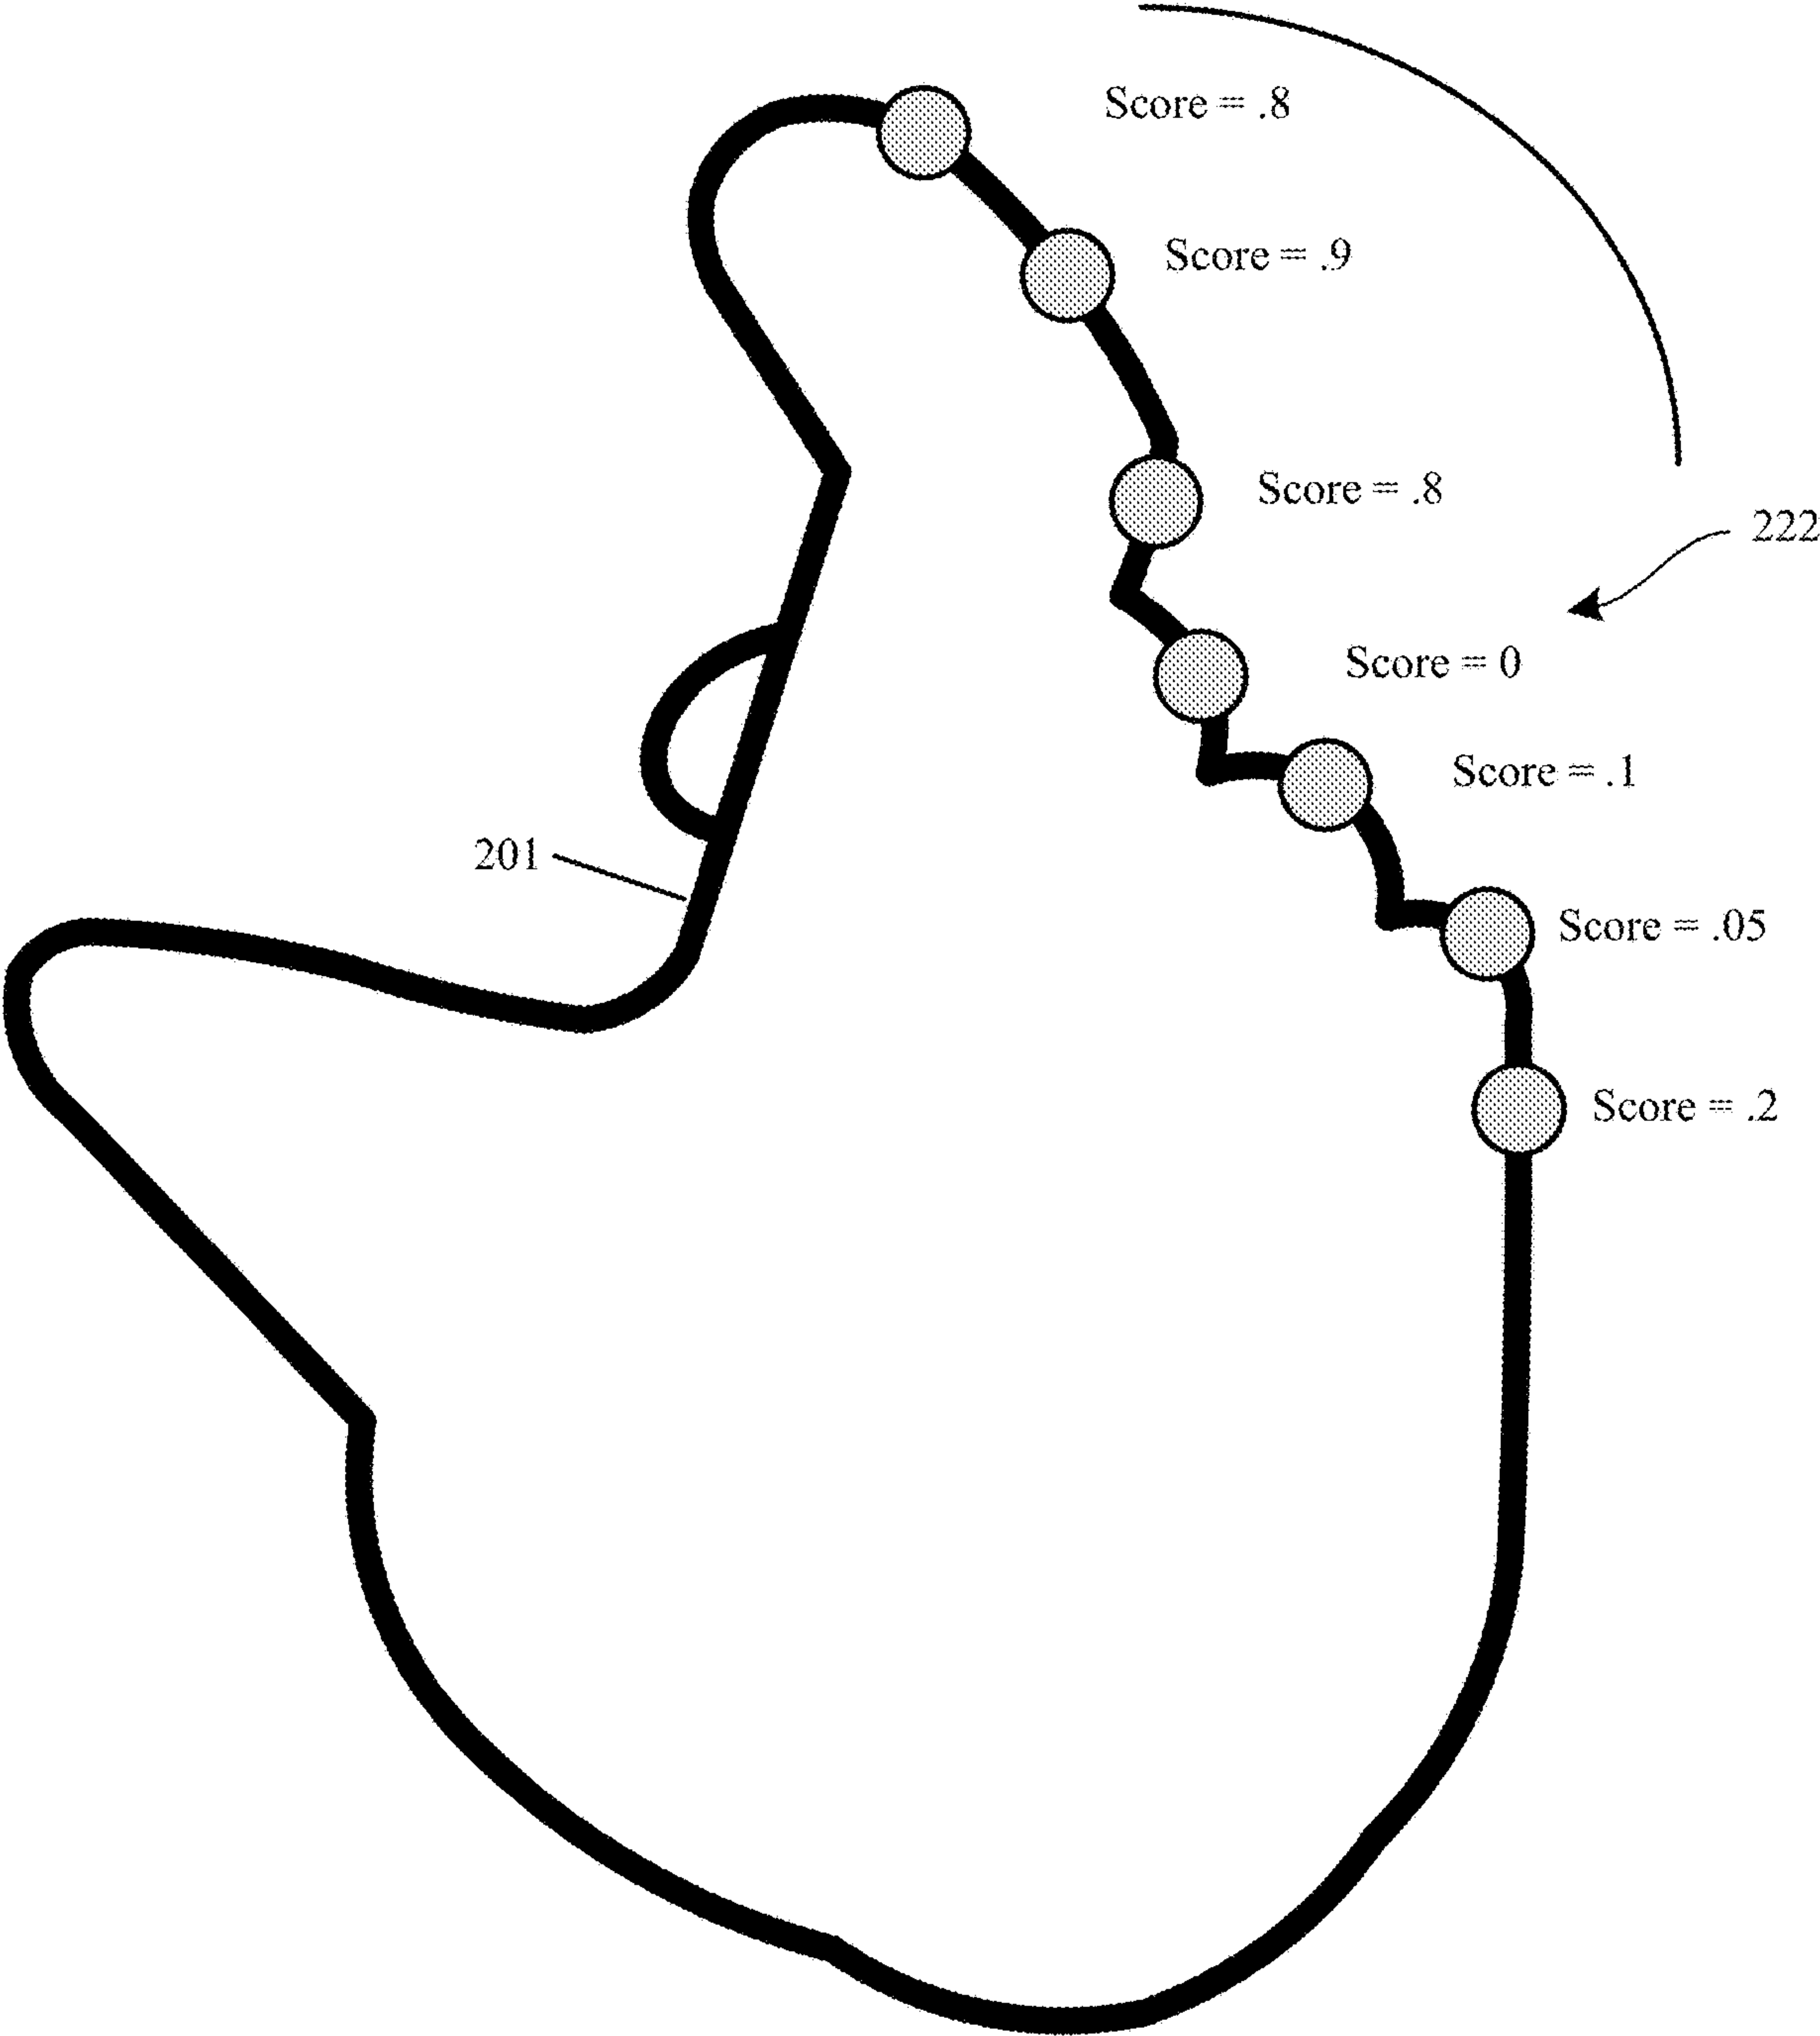 Score = .8
Score = .9
Score = .8
222
Score = 0
Score = .1
201
Score = .05
Score = .2